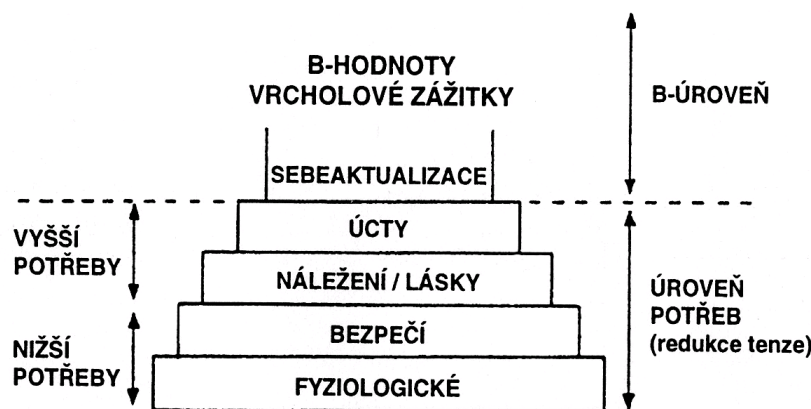 B-HODNOTY
VRCHOLOVÉ ZÁŽITKY
B-ÚROVEŇ
SEBEAKTUALIZACE
ÚCTY
VYŠŠÍ
POTŘEBY
NÁLEŽENÍ / LÁSKY
ÚROVEŇ
POTŘEB
(redukce tenze)
BEZPEČÍ
NIŽŠÍ
POTŘEBY
FYZIOLOGICKÉ